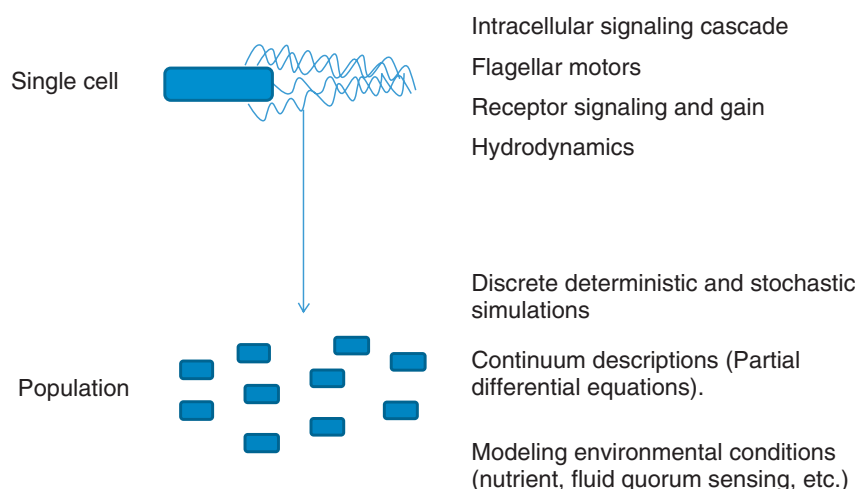 Single cell
Intracellular signaling cascade
Flagellar motors
Receptor signaling and gain
Hydrodynamics
Population
Discrete deterministic and stochastic
simulations
Continuum descriptions (Partial
differential equations).
Modeling environmental conditions
(nutrient, fluid quorum sensing, etc.)